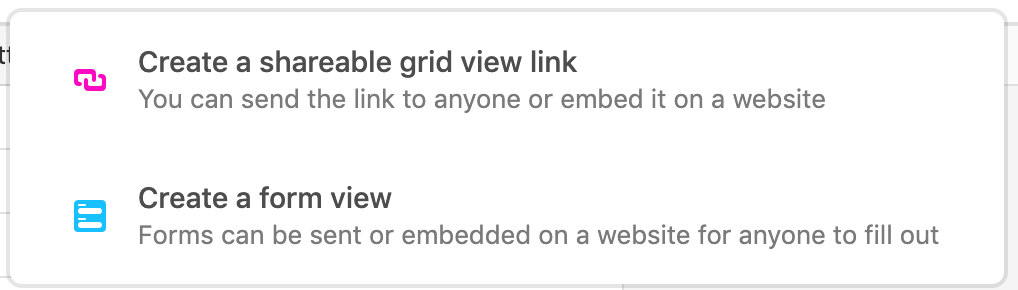 Create a shareable grid view link
You can send the link to anyone or embed it on a website
Create a form view
Forms can be sent or embedded on a website for anyone to fill out